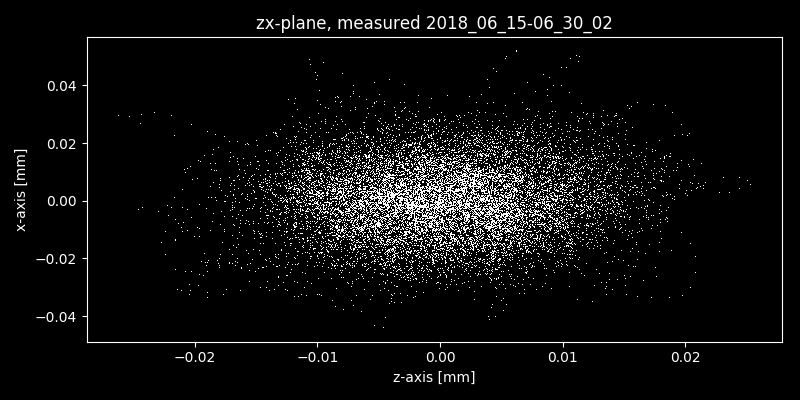 zx-plane, measured 2018_06_15-06_30_02
0.04
0.02
0.00
−0.02
−0.04
x-axis [mm]
−0.02 −0.01 0.00 0.01 0.02
z-axis [mm]